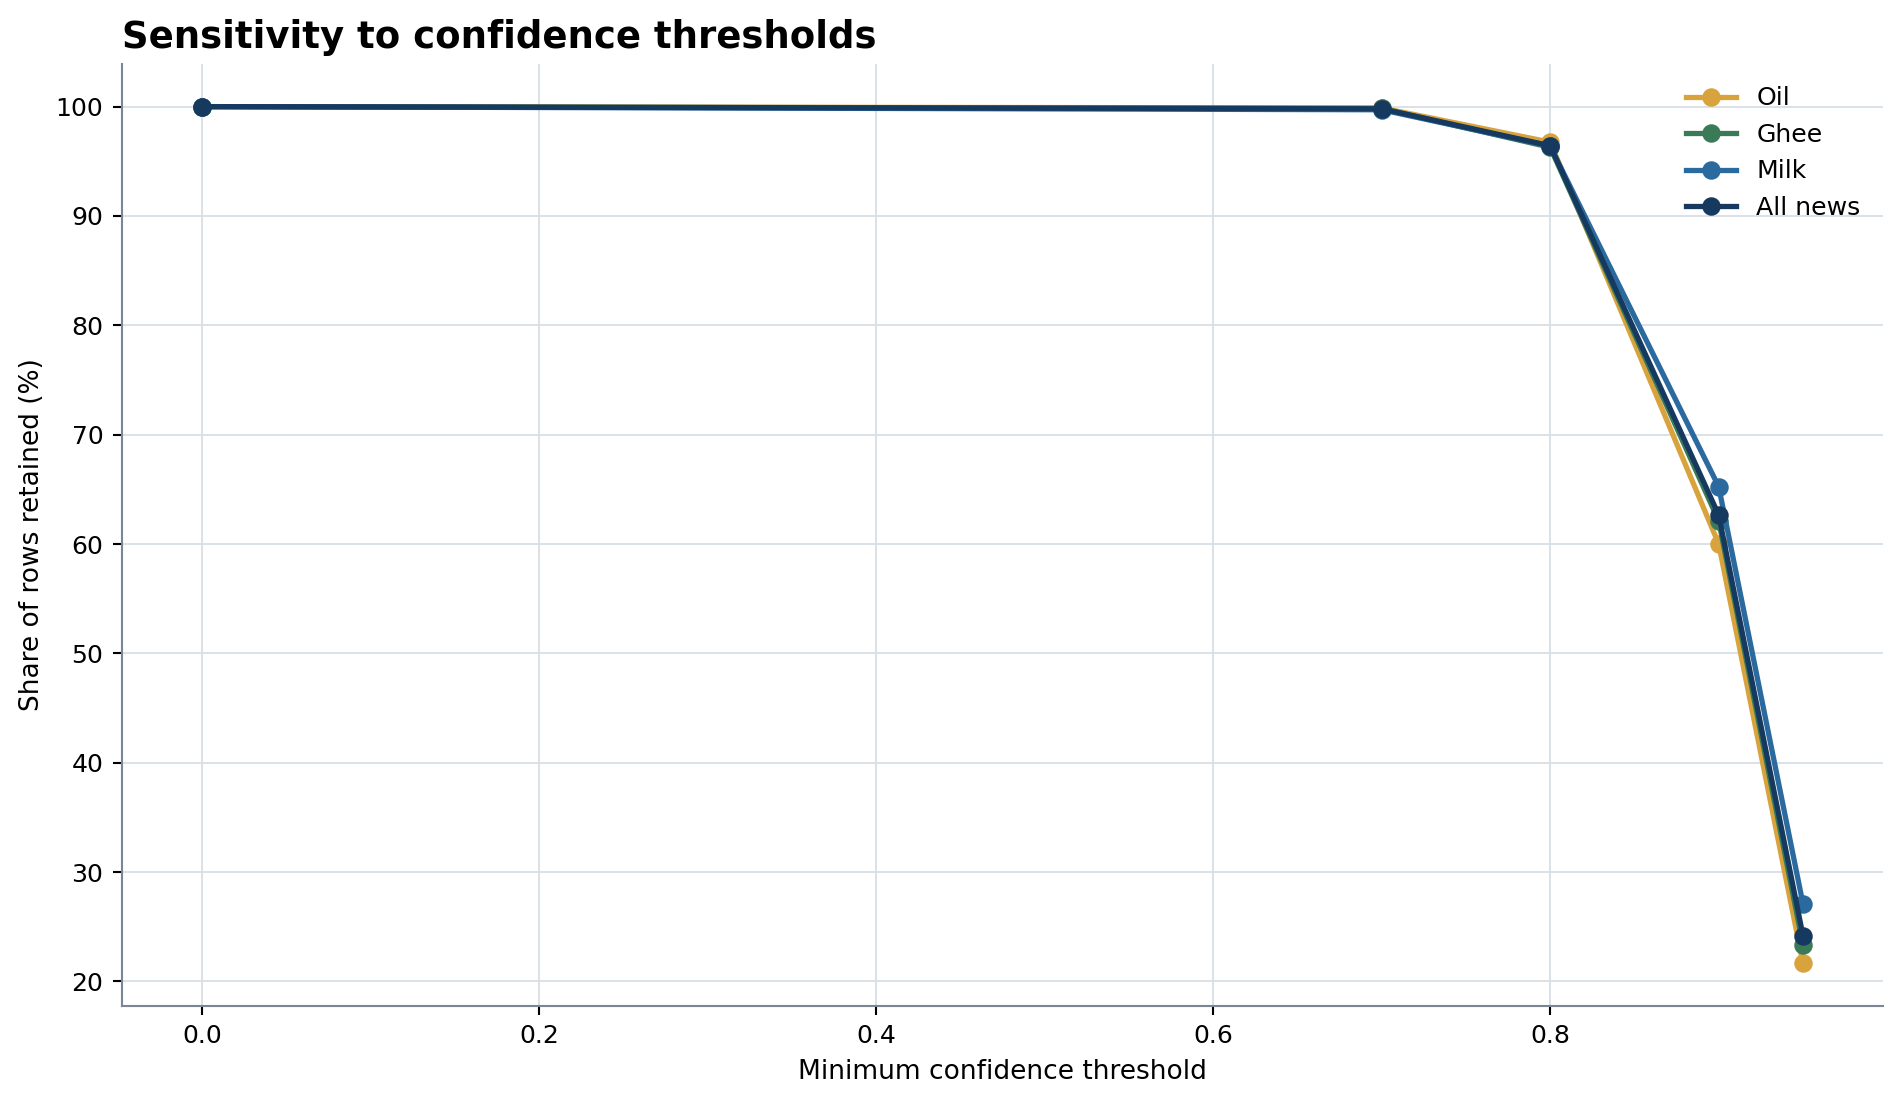 Sensitivity to confidence thresholds
Oil
Ghee
Milk
All news
100
90
80
70
60
50
40
30
20
Share of rows retained (%)
0.0
0.2
0.4
0.6
0.8
Minimum confidence threshold